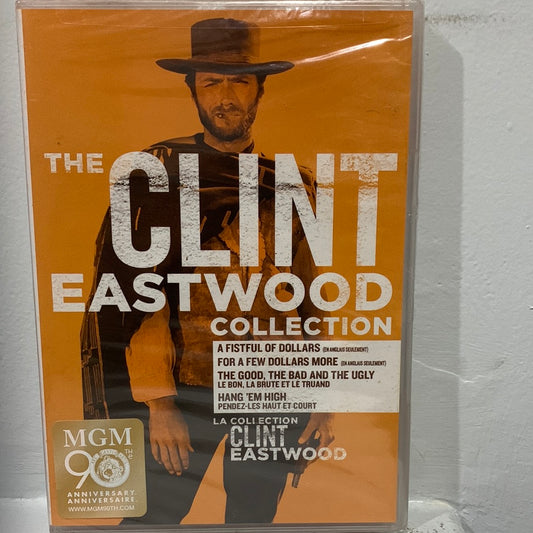 THE CLINT
EASTWOOD
COLLECTION
A FISTFUL OF DOLLARS (EN ANGLAIS SEULEMENT)
FOR A FEW DOLLARS MORE (EN ANGLAIS SEULEMENT)
THE GOOD, THE BAD AND THE UGLY
LE BON, LA BRUTE ET LE TRUAND
HANG 'EM HIGH
PENDEZ-LES HAUT ET COURT
LA COLLECTION
CLINT
EASTWOOD
MGM
90TH e
ANNIVERSARY
ANNIVERSAIRE
WWW.MGM90TH.COM